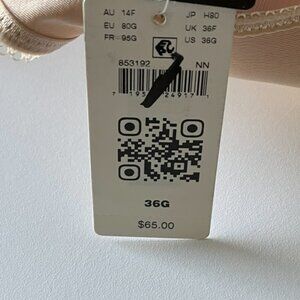 AU 14F JP H80
EU 80G UK 36F
FR 95G US 36G
853192 NN
36G
$65.00